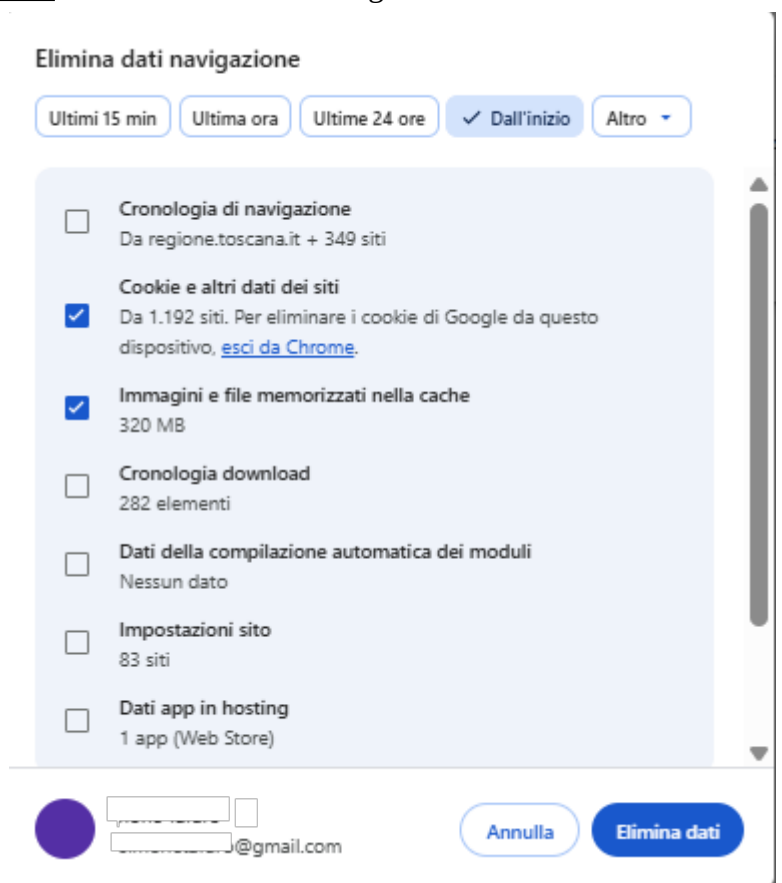 Elimina dati navigazione
Ultimi 15 min Ultima ora Ultime 24 ore Dall'inizio Altro
Cronologia di navigazione
Da regione.toscana.it + 349 siti
Cookie e altri dati dei siti
Da 1.192 siti. Per eliminare i cookie di Google da questo
dispositivo, esci da Chrome.
Immagini e file memorizzati nella cache
320 MB
Cronologia download
282 elementi
Dati della compilazione automatica dei moduli
Nessun dato
Impostazioni sito
83 siti
Dati app in hosting
1 app (Web Store)
Annulla Elimina dati
@gmail.com